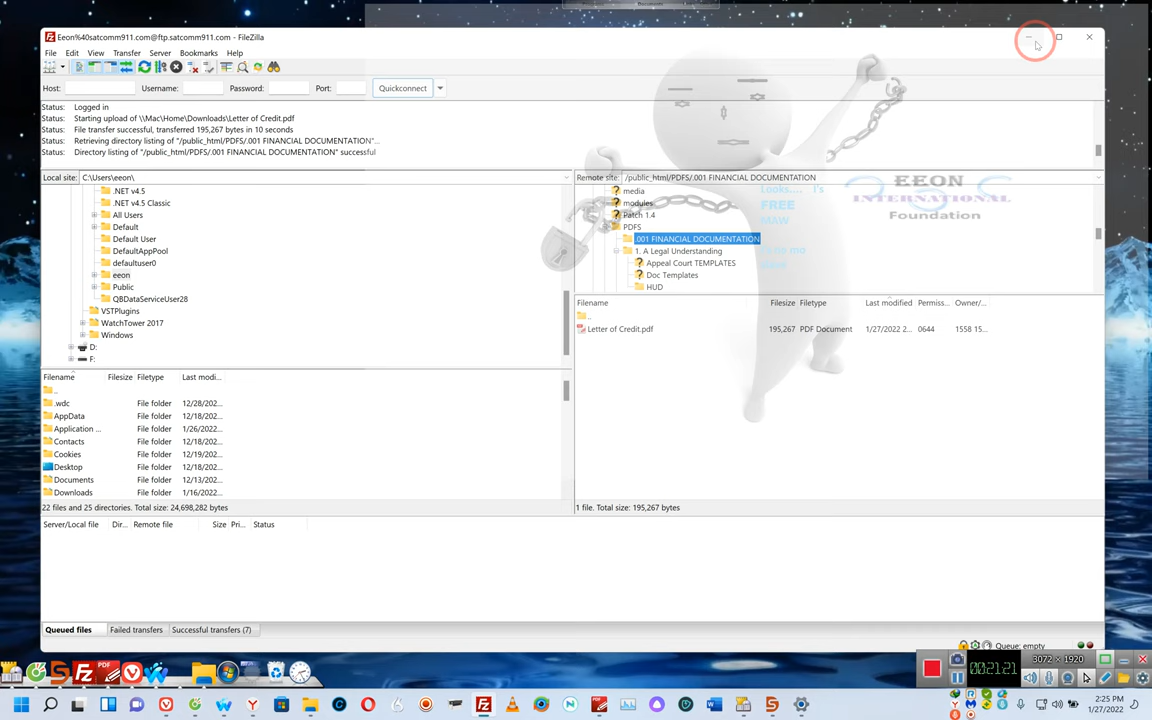 Eeon%40satcomm911.com@ftp.satcomm911.com - FileZilla
File Edit View Transfer Server Bookmarks Help
Host: Username: Password: Port: Quickconnect
Status: Logged in
Status: Starting upload of \\Mac\Home\Downloads\Letter of Credit.pdf
Status: File transfer successful, transferred 195,267 bytes in 10 seconds
Status: Retrieving directory listing of "/public_html/PDFS/.001 FINANCIAL DOCUMENTATION"...
Status: Directory listing of "/public_html/PDFS/.001 FINANCIAL DOCUMENTATION" successful
Local site: C:\Users\eeon\
.NET v4.5
.NET v4.5 Classic
All Users
Default
Default User
DefaultAppPool
defaultuser0
eeon
Public
QBDataServiceUser28
VSTPlugins
WatchTower 2017
Windows
D:
F:
Filename Filesize Filetype Last modi...
..
.wdc File folder 12/28/202...
AppData File folder 12/18/202...
Application ... File folder 1/26/2022...
Contacts File folder 12/18/202...
Cookies File folder 12/19/202...
Desktop File folder 12/18/202...
Documents File folder 12/13/202...
Downloads File folder 1/16/2022...
22 files and 25 directories. Total size: 24,698,282 bytes
Remote site: /public_html/PDFS/.001 FINANCIAL DOCUMENTATION
media
modules
Patch 1.4
PDFS
.001 FINANCIAL DOCUMENTATION
1. A Legal Understanding
Appeal Court TEMPLATES
Doc Templates
HUD
Looks.... I's
FREE
MAW
EEON
INTERNATIONAL
Foundation
Filename Filesize Filetype Last modified Permiss... Owner/...
..
Letter of Credit.pdf 195,267 PDF Document 1/27/2022 2... 0644 1558 15...
1 file. Total size: 195,267 bytes
Server/Local file Dir... Remote file Size Pri... Status
Queued files Failed transfers Successful transfers (7)
Queue: empty
00:21:21
3072 × 1920
2:25 PM
1/27/2022